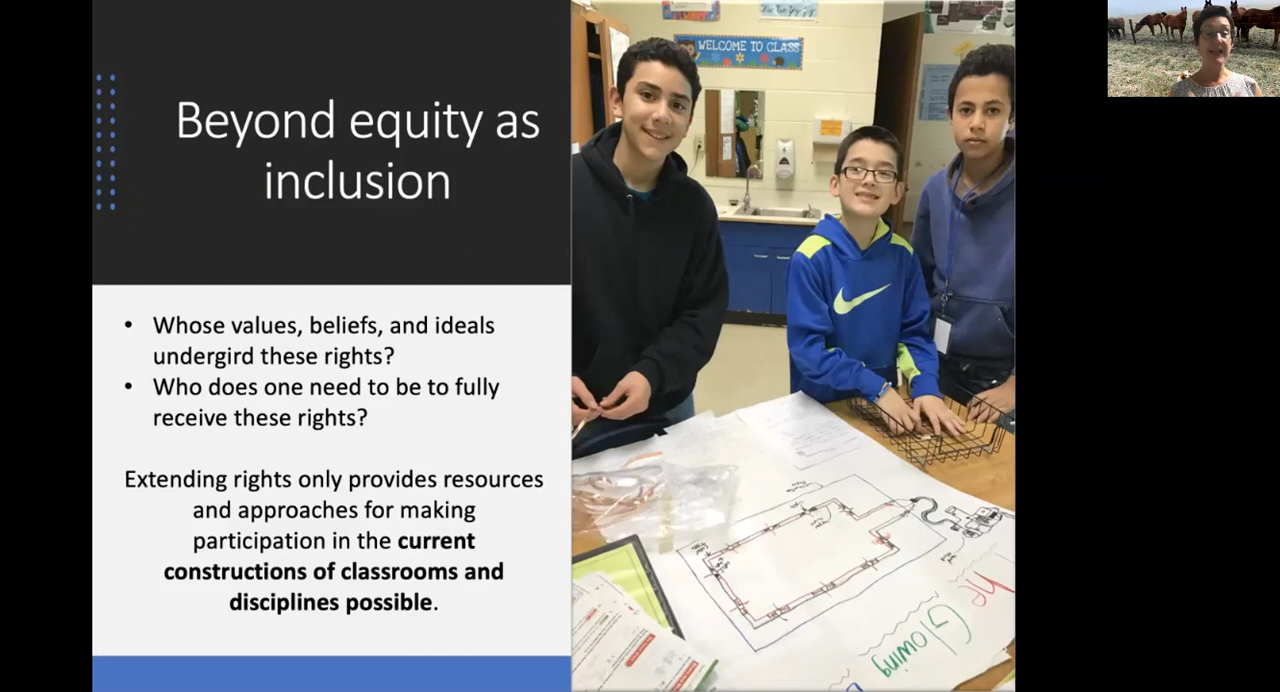 Beyond equity as
inclusion
• Whose values, beliefs, and ideals
undergird these rights?
• Who does one need to be to fully
receive these rights?
Extending rights only provides resources
and approaches for making
participation in the current
constructions of classrooms and
disciplines possible.
WELCOME TO CLASS
he
Glowing